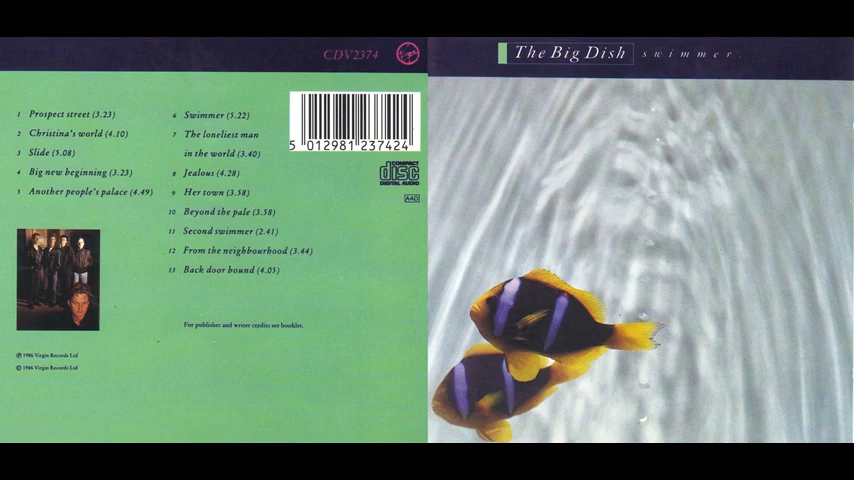 CDV2374
Virgin
1 Prospect street (3.23)
2 Christina's world (4.10)
3 Slide (5.08)
4 Big new beginning (3.23)
5 Another people's palace (4.49)
6 Swimmer (5.22)
7 The loneliest man
in the world (3.40)
8 Jealous (4.28)
9 Her town (3.58)
10 Beyond the pale (3.58)
11 Second swimmer (2.41)
12 From the neighbourhood (3.44)
13 Back door bound (4.05)
5 012981 237424
COMPACT
disc
DIGITAL AUDIO
AAD
For publisher and writer credits see booklet.
℗ 1986 Virgin Records Ltd
© 1986 Virgin Records Ltd
The Big Dish swimmer.